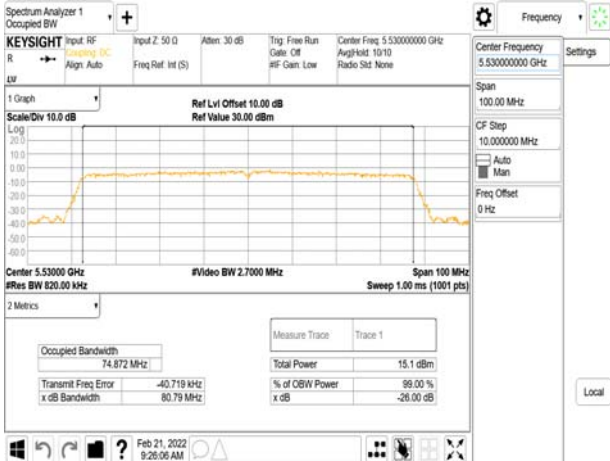 Spectrum Analyzer 1
Occupied BW
+
Frequency
KEYSIGHT
R
LVI
Input: RF
Coupling: DC
Align: Auto
Input Z: 50 Ω
Freq Ref: Int (S)
Atten: 30 dB
Trig: Free Run
Gate: Off
#IF Gain: Low
Center Freq: 5.530000000 GHz
Avg|Hold: 10/10
Radio Std: None
Center Frequency
5.530000000 GHz
Settings
Span
100.00 MHz
CF Step
10.000000 MHz
Auto
Man
Freq Offset
0 Hz
1 Graph
Scale/Div 10.0 dB
Ref Lvl Offset 10.00 dB
Ref Value 30.00 dBm
Log
20.0
10.0
0.00
-10.0
-20.0
-30.0
-40.0
-50.0
-60.0
Center 5.53000 GHz
#Video BW 2.7000 MHz
Span 100 MHz
#Res BW 820.00 kHz
Sweep 1.00 ms (1001 pts)
2 Metrics
Measure Trace
Trace 1
Occupied Bandwidth
74.872 MHz
Total Power
15.1 dBm
Transmit Freq Error
-40.719 kHz
% of OBW Power
99.00 %
x dB Bandwidth
80.79 MHz
x dB
-26.00 dB
Local
?
Feb 21, 2022
9:26:06 AM